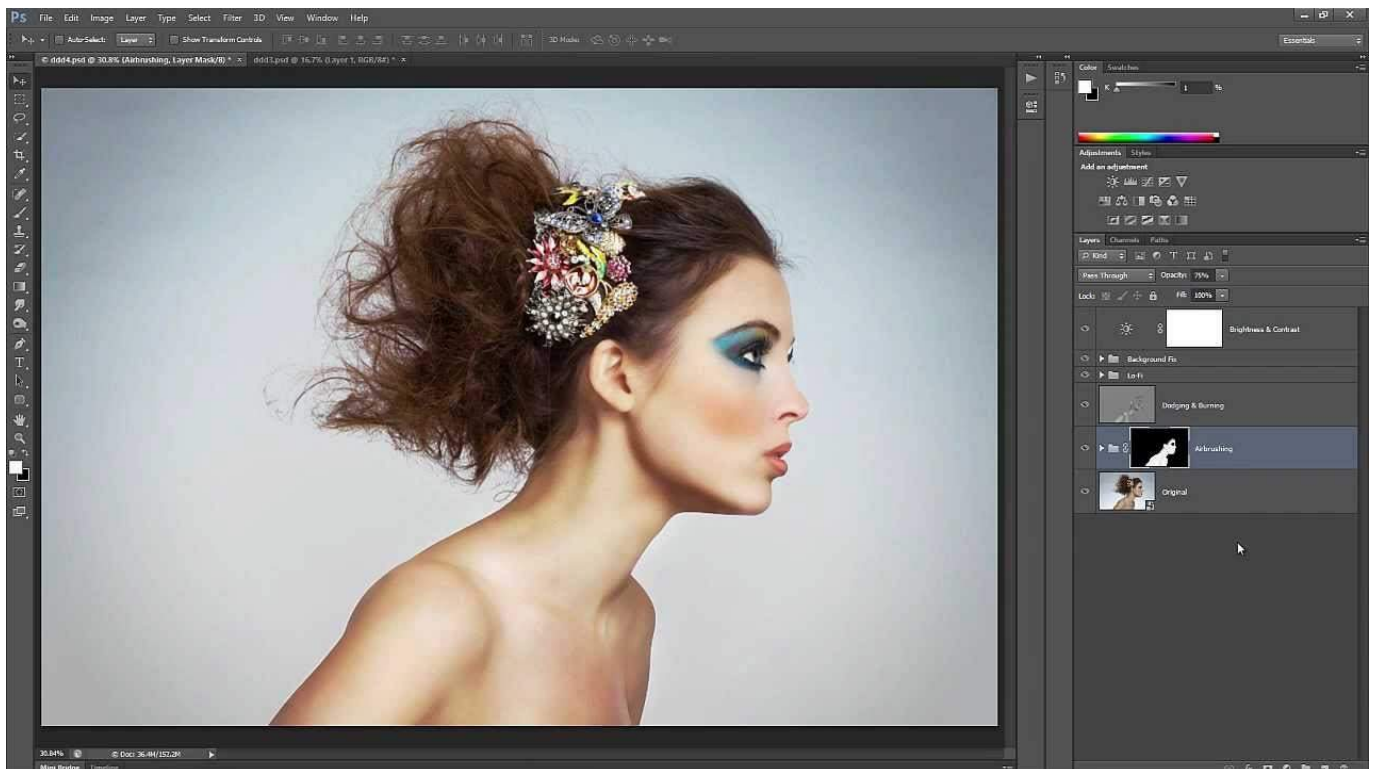 Ps File Edit Image Layer Type Select Filter 3D View Window Help
Auto-Select: Layer Show Transform Controls 3D Mode: Essentials
© ddd4.psd @ 30.8% (Airbrushing, Layer Mask/8) * × ddd3.psd @ 16.7% (Layer 1, RGB/8#) * ×
Color Swatches
K 1 %
Adjustments Styles
Add an adjustment
Layers Channels Paths
Kind T
Pass Through Opacity: 75%
Lock: Fill: 100%
Brightness & Contrast
Background Fix
Lo-Fi
Dodging & Burning
Airbrushing
Original
30.84% © Doc: 36.4M/152.2M
Mini Bridge Timeline